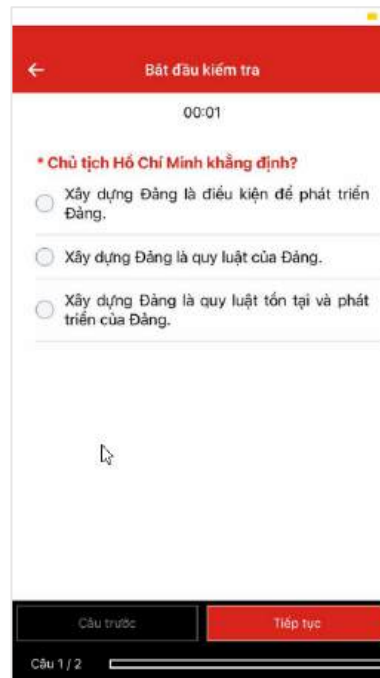 Bắt đầu kiểm tra
00:01
* Chủ tịch Hồ Chí Minh khẳng định?
Xây dựng Đảng là điều kiện để phát triển
Đảng.
Xây dựng Đảng là quy luật của Đảng.
Xây dựng Đảng là quy luật tồn tại và phát
triển của Đảng.
Câu trước
Tiếp tục
Câu 1 / 2